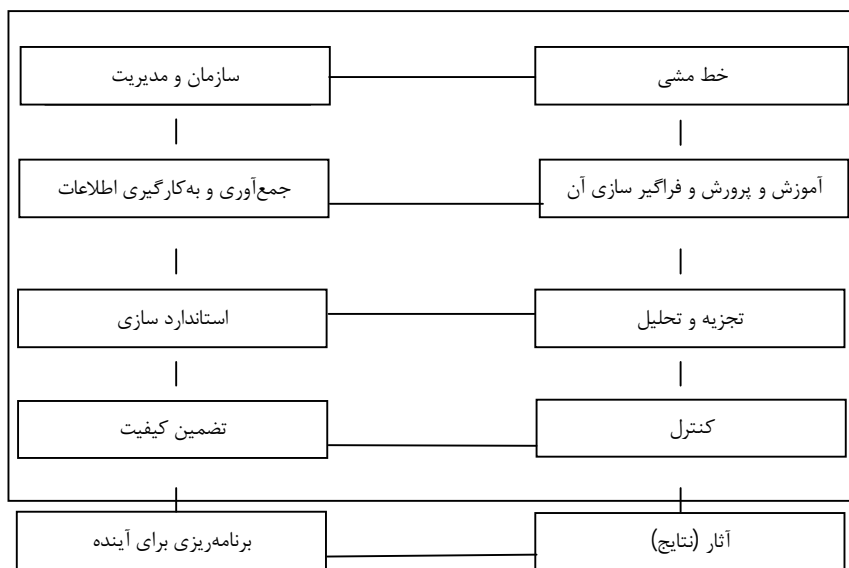 خط مشی
سازمان و مدیریت
آموزش و پرورش و فراگیر سازی آن
جمع‌آوری و به‌کارگیری اطلاعات
تجزیه و تحلیل
استاندارد سازی
کنترل
تضمین کیفیت
آثار (نتایج)
برنامه‌ریزی برای آینده